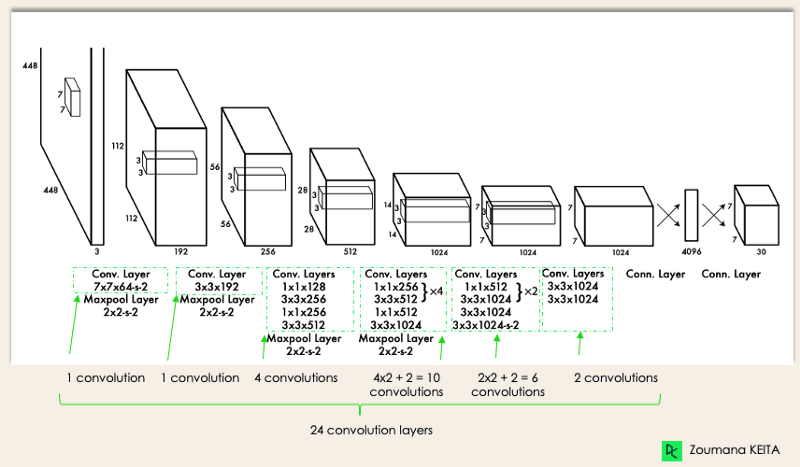 448
7
7
448
3
112
3
3
112
192
56
3
3
56
256
28
3
3
28
512
14
3
3
14
1024
7
3
3
7
1024
7
7
1024
4096
7
7
30
Conv. Layer
7x7x64-s-2
Maxpool Layer
2x2-s-2
Conv. Layer
3x3x192
Maxpool Layer
2x2-s-2
Conv. Layers
1x1x128
3x3x256
1x1x256
3x3x512
Maxpool Layer
2x2-s-2
Conv. Layers
1x1x256
3x3x512
}×4
1x1x512
3x3x1024
Maxpool Layer
2x2-s-2
Conv. Layers
1x1x512
3x3x1024
}×2
3x3x1024
3x3x1024-s-2
Conv. Layers
3x3x1024
3x3x1024
Conn. Layer
Conn. Layer
1 convolution
1 convolution
4 convolutions
4x2 + 2 = 10
convolutions
2x2 + 2 = 6
convolutions
2 convolutions
24 convolution layers
Zoumana KEITA